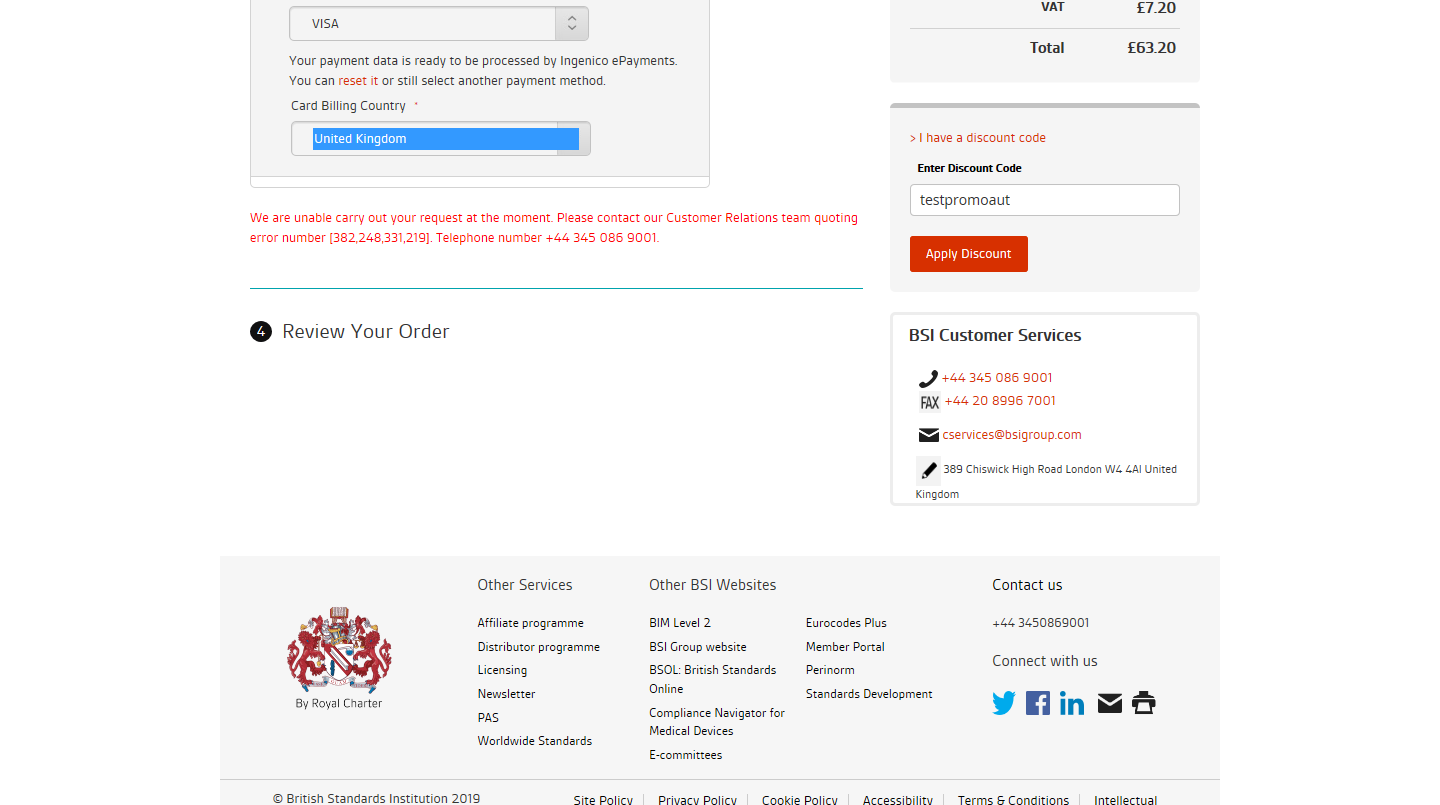 VISA
Your payment data is ready to be processed by Ingenico ePayments.
You can reset it or still select another payment method.
Card Billing Country *
United Kingdom
We are unable carry out your request at the moment. Please contact our Customer Relations team quoting
error number [382,248,331,219]. Telephone number +44 345 086 9001.
4 Review Your Order
VAT £7.20
Total £63.20
> I have a discount code
Enter Discount Code
testpromoaut
Apply Discount
BSI Customer Services
+44 345 086 9001
FAX +44 20 8996 7001
cservices@bsigroup.com
389 Chiswick High Road London W4 4Al United
Kingdom
By Royal Charter
Other Services
Affiliate programme
Distributor programme
Licensing
Newsletter
PAS
Worldwide Standards
Other BSI Websites
BIM Level 2
BSI Group website
BSOL: British Standards
Online
Compliance Navigator for
Medical Devices
E-committees
Eurocodes Plus
Member Portal
Perinorm
Standards Development
Contact us
+44 3450869001
Connect with us
© British Standards Institution 2019
Site Policy | Privacy Policy | Cookie Policy | Accessibility | Terms & Conditions | Intellectual